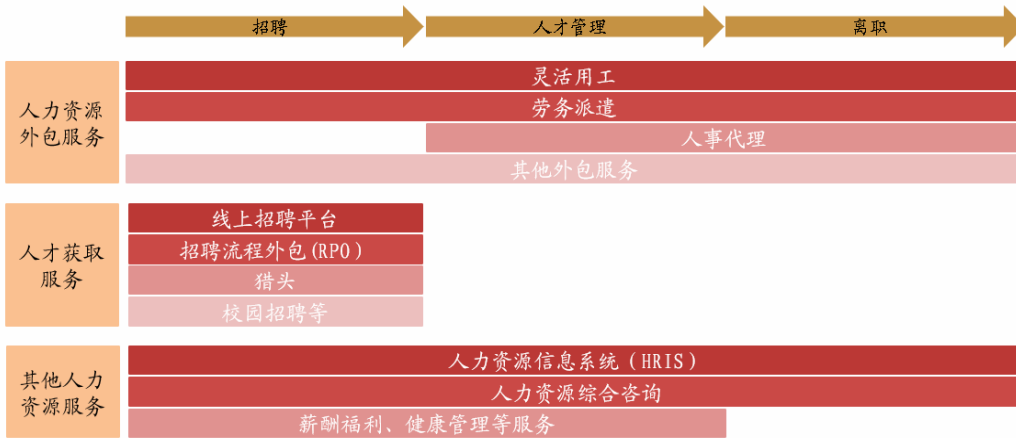 招聘
人才管理
离职
人力资源
外包服务
灵活用工
劳务派遣
人事代理
其他外包服务
人才获取
服务
线上招聘平台
招聘流程外包(RPO)
猎头
校园招聘等
其他人力
资源服务
人力资源信息系统（HRIS)
人力资源综合咨询
薪酬福利、健康管理等服务